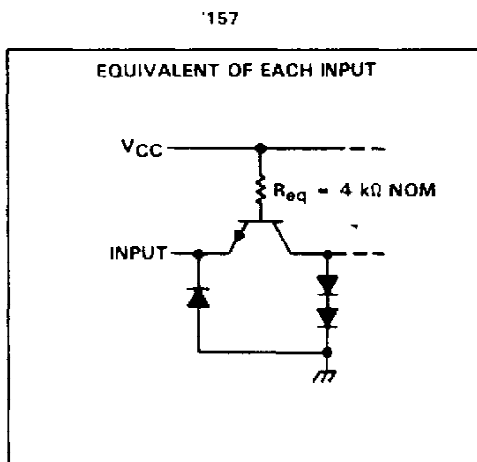 '157
EQUIVALENT OF EACH INPUT
VCC
Req = 4 kΩ NOM
INPUT